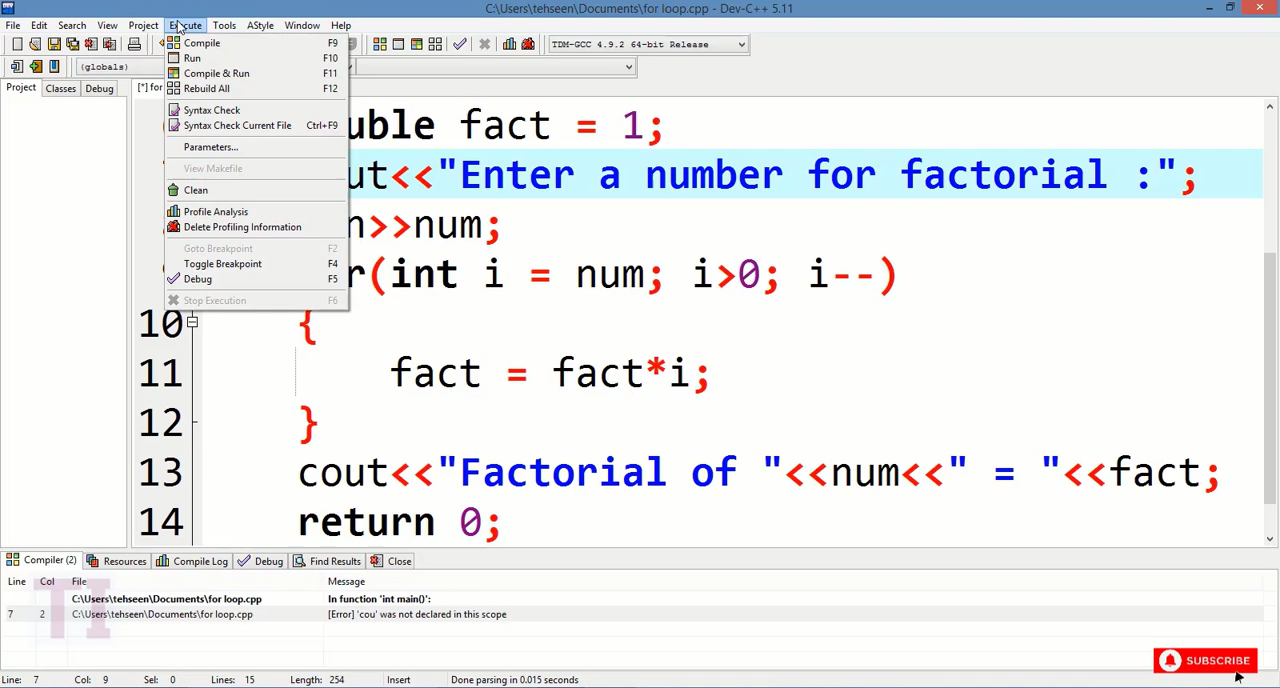 C:\Users\tehseen\Documents\for loop.cpp - Dev-C++ 5.11
File Edit Search View Project Execute Tools AStyle Window Help
TDM-GCC 4.9.2 64-bit Release
(globals)
Project Classes Debug [*] for
Compile F9
Run F10
Compile & Run F11
Rebuild All F12
Syntax Check
Syntax Check Current File Ctrl+F9
Parameters...
View Makefile
Clean
Profile Analysis
Delete Profiling Information
Goto Breakpoint F2
Toggle Breakpoint F4
Debug F5
Stop Execution F6
uble fact = 1;
ut<<"Enter a number for factorial :";
n>>num;
r(int i = num; i>0; i--)
10 {
11 fact = fact*i;
12 }
13 cout<<"Factorial of "<<num<<" = "<<fact;
14 return 0;
Compiler (2) Resources Compile Log Debug Find Results Close
Line Col File Message
C:\Users\tehseen\Documents\for loop.cpp In function 'int main()':
7 2 C:\Users\tehseen\Documents\for loop.cpp [Error] 'cou' was not declared in this scope
TI
SUBSCRIBE
Line: 7 Col: 9 Sel: 0 Lines: 15 Length: 254 Insert Done parsing in 0.015 seconds